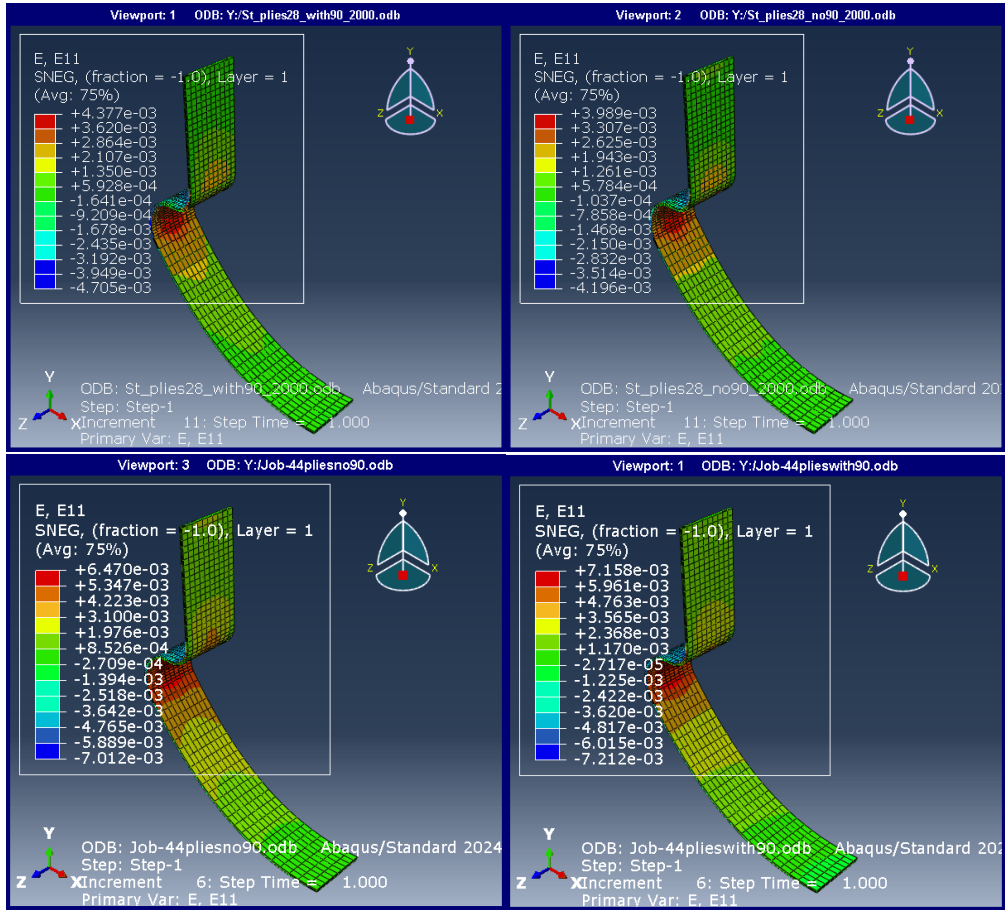 Viewport: 1 ODB: Y:/St_plies28_with90_2000.odb
E, E11
SNEG, (fraction = -1.0), Layer = 1
(Avg: 75%)
+4.377e-03
+3.620e-03
+2.864e-03
+2.107e-03
+1.350e-03
+5.928e-04
-1.641e-04
-9.209e-04
-1.678e-03
-2.435e-03
-3.192e-03
-3.949e-03
-4.705e-03
Y
Z
X
Y
Z
X
ODB: St_plies28_with90_2000.odb Abaqus/Standard 2
Step: Step-1
Increment 11: Step Time = 1.000
Primary Var: E, E11
Viewport: 2 ODB: Y:/St_plies28_no90_2000.odb
E, E11
SNEG, (fraction = -1.0), Layer = 1
(Avg: 75%)
+3.989e-03
+3.307e-03
+2.625e-03
+1.943e-03
+1.261e-03
+5.784e-04
-1.037e-04
-7.858e-04
-1.468e-03
-2.150e-03
-2.832e-03
-3.514e-03
-4.196e-03
Y
Z
X
Y
Z
X
ODB: St_plies28_no90_2000.odb Abaqus/Standard 20
Step: Step-1
Increment 11: Step Time = 1.000
Primary Var: E, E11
Viewport: 3 ODB: Y:/Job-44pliesno90.odb
E, E11
SNEG, (fraction = -1.0), Layer = 1
(Avg: 75%)
+6.470e-03
+5.347e-03
+4.223e-03
+3.100e-03
+1.976e-03
+8.526e-04
-2.709e-04
-1.394e-03
-2.518e-03
-3.642e-03
-4.765e-03
-5.889e-03
-7.012e-03
Y
Z
X
Y
Z
X
ODB: Job-44pliesno90.odb Abaqus/Standard 2024
Step: Step-1
Increment 6: Step Time = 1.000
Primary Var: E, E11
Viewport: 1 ODB: Y:/Job-44plieswith90.odb
E, E11
SNEG, (fraction = -1.0), Layer = 1
(Avg: 75%)
+7.158e-03
+5.961e-03
+4.763e-03
+3.565e-03
+2.368e-03
+1.170e-03
-2.717e-05
-1.225e-03
-2.422e-03
-3.620e-03
-4.817e-03
-6.015e-03
-7.212e-03
Y
Z
X
Y
Z
X
ODB: Job-44plieswith90.odb Abaqus/Standard 202
Step: Step-1
Increment 6: Step Time = 1.000
Primary Var: E, E11